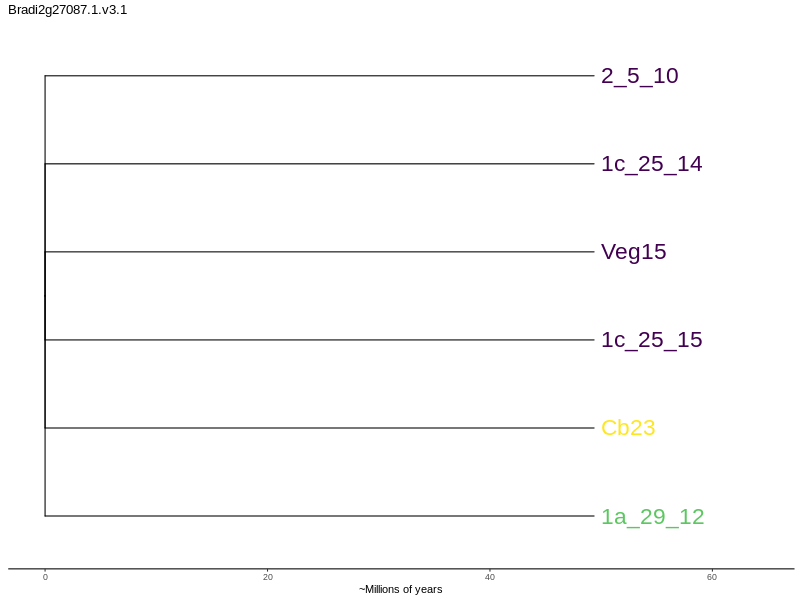 Bradi2g27087.1.v3.1
2_5_10
1c_25_14
Veg15
1c_25_15
Cb23
1a_29_12
0 20 40 60
~Millions of years